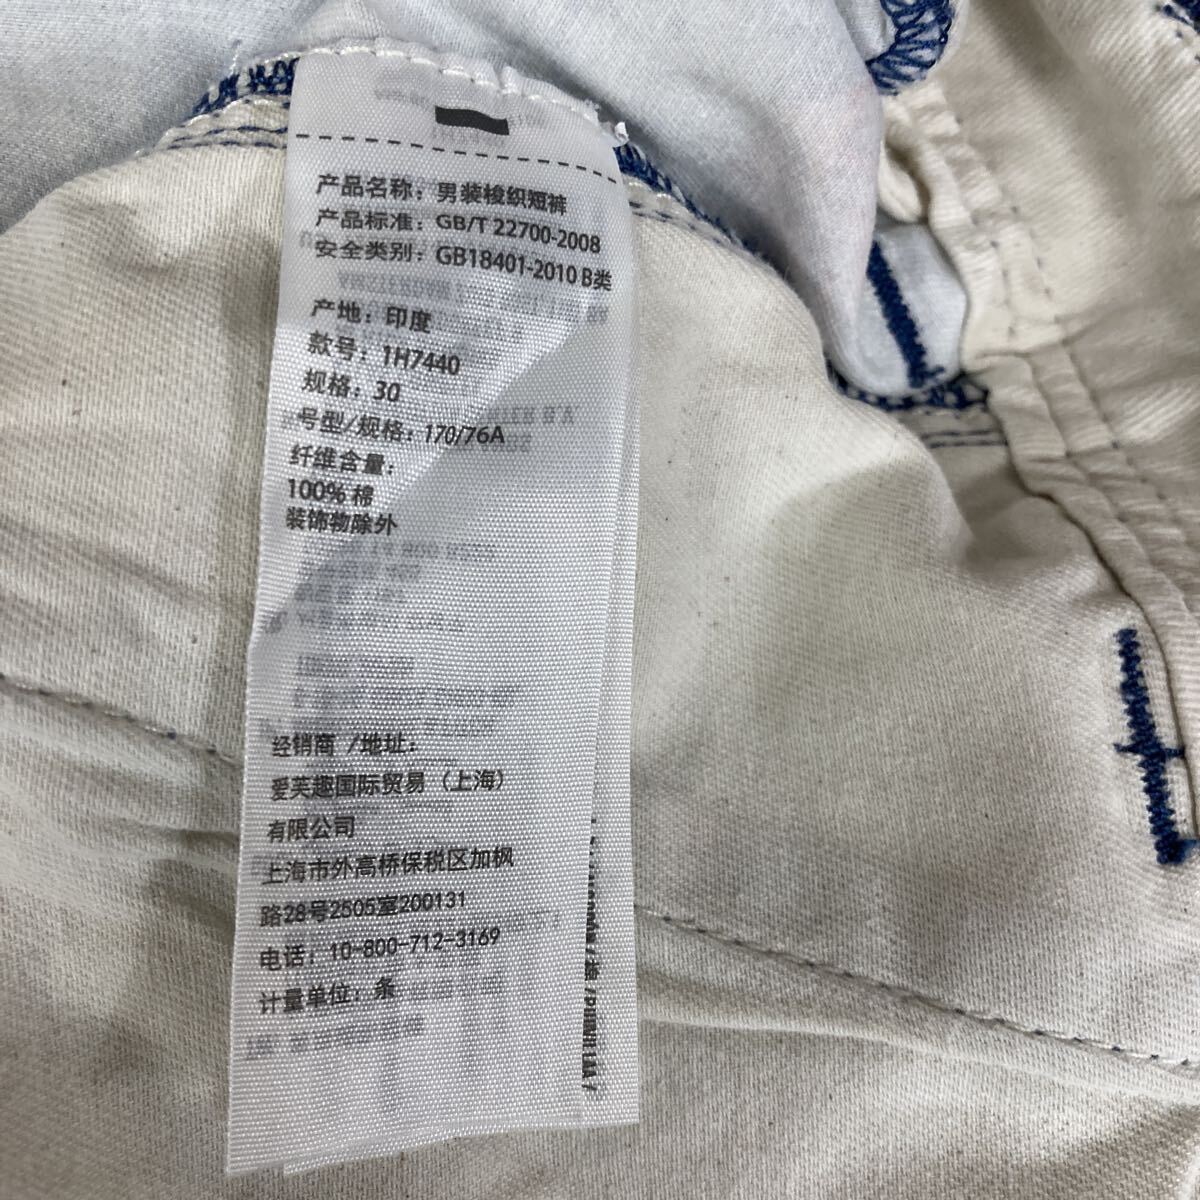 产品名称：男装梭织短裤
产品标准：GB/T 22700-2008
安全类别：GB18401-2010 B类
产地：印度
款号：1H7440
规格：30
号型/规格：170/76A
纤维含量：
100% 棉
装饰物除外
经销商 /地址：
爱芙趣国际贸易（上海）
有限公司
上海市外高桥保税区加枫
路28号2505室200131
电话：10-800-712-3169
计量单位：条